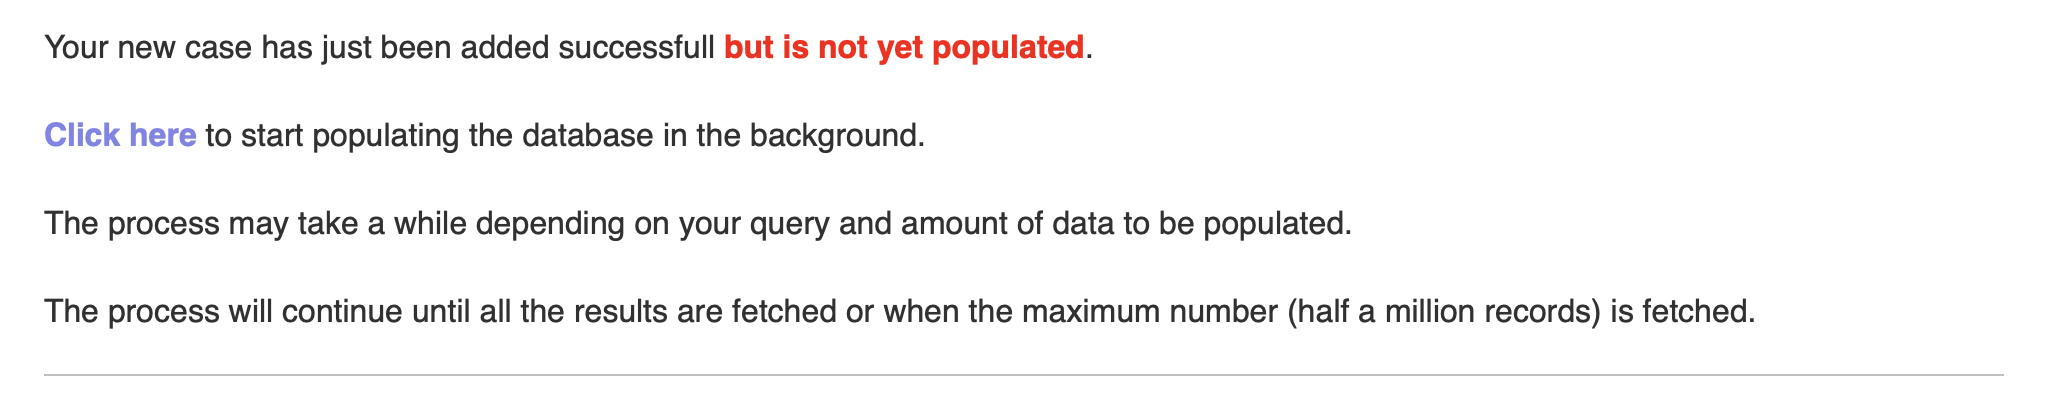 Your new case has just been added successfull but is not yet populated.
Click here to start populating the database in the background.
The process may take a while depending on your query and amount of data to be populated.
The process will continue until all the results are fetched or when the maximum number (half a million records) is fetched.